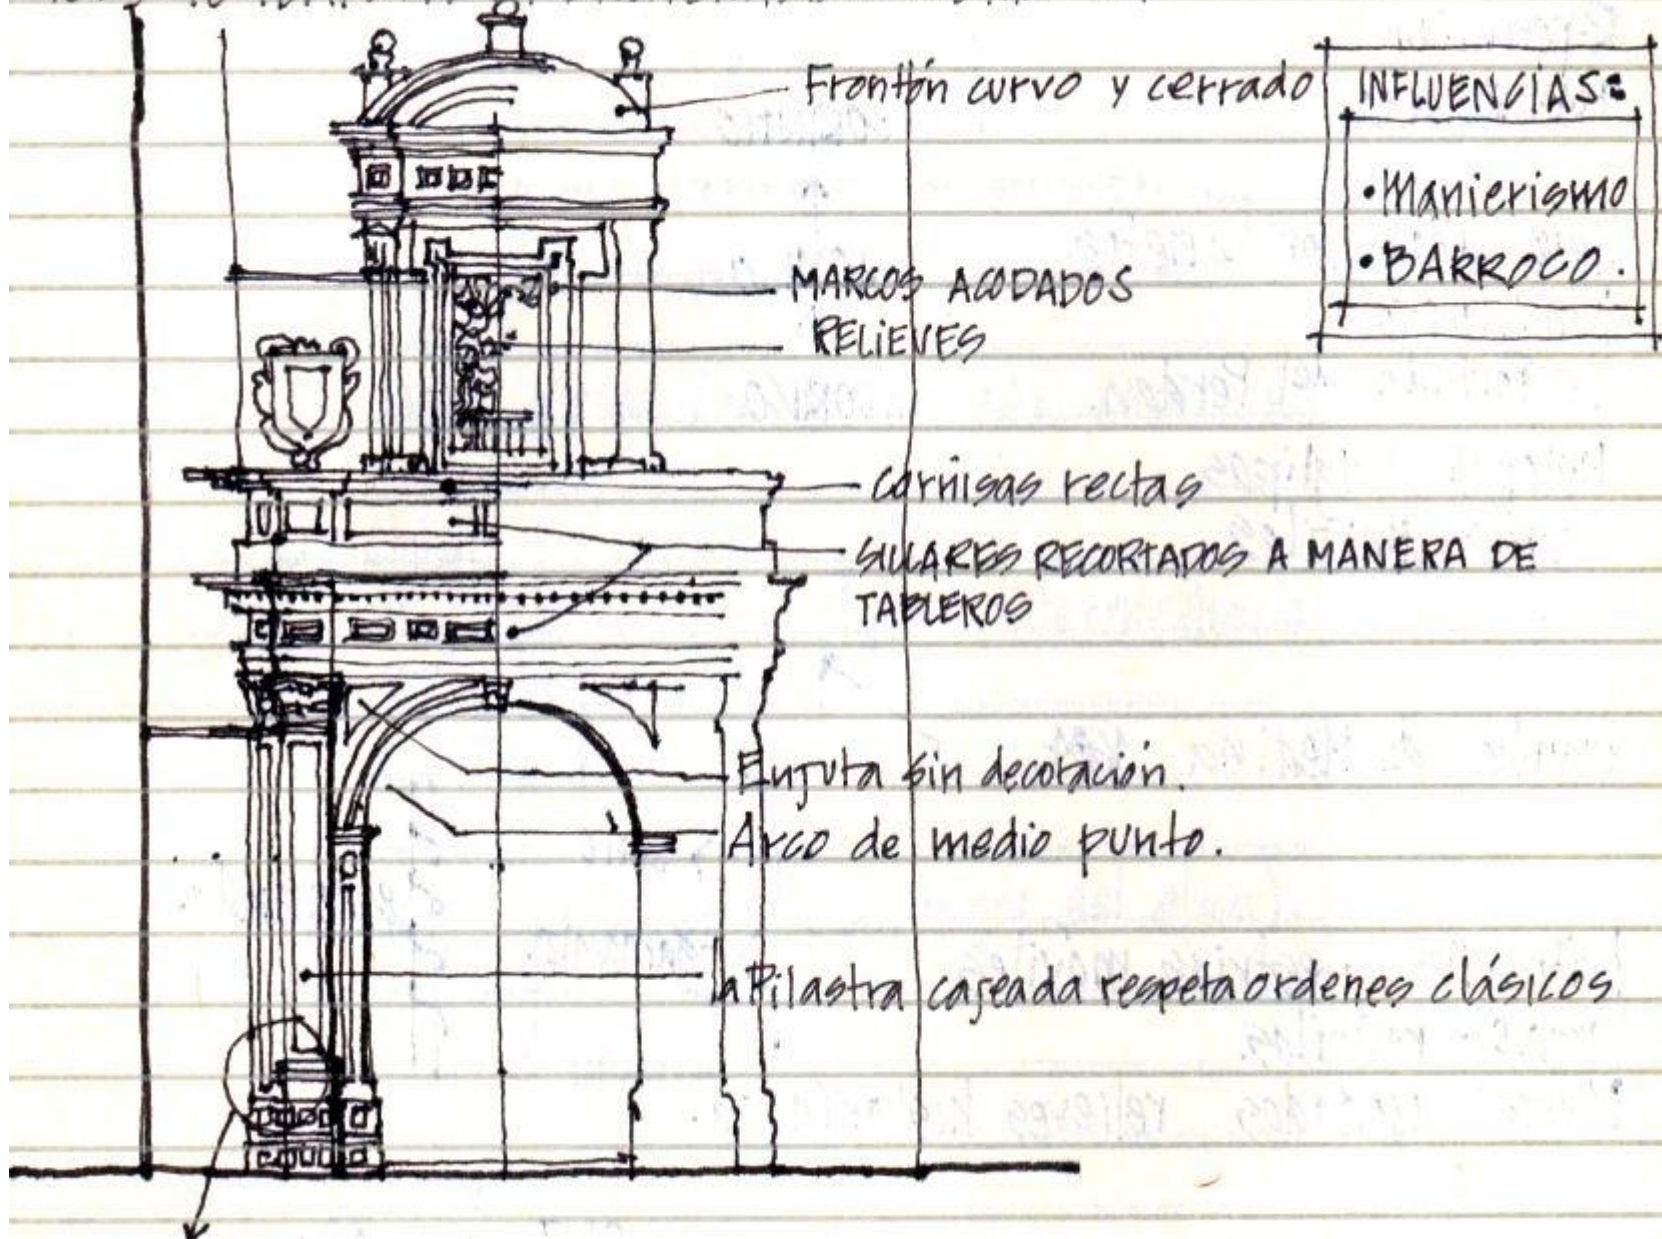 Frontón curvo y cerrado
INFLUENCIAS:
• Manierismo
• BARROCO.
MARCOS ACODADOS
RELIEVES
Cornisas rectas
SILLARES RECORTADOS A MANERA DE
TABLEROS
Enjuta sin decoración.
Arco de medio punto.
la Pilastra cajeada respeta ordenes clásicos